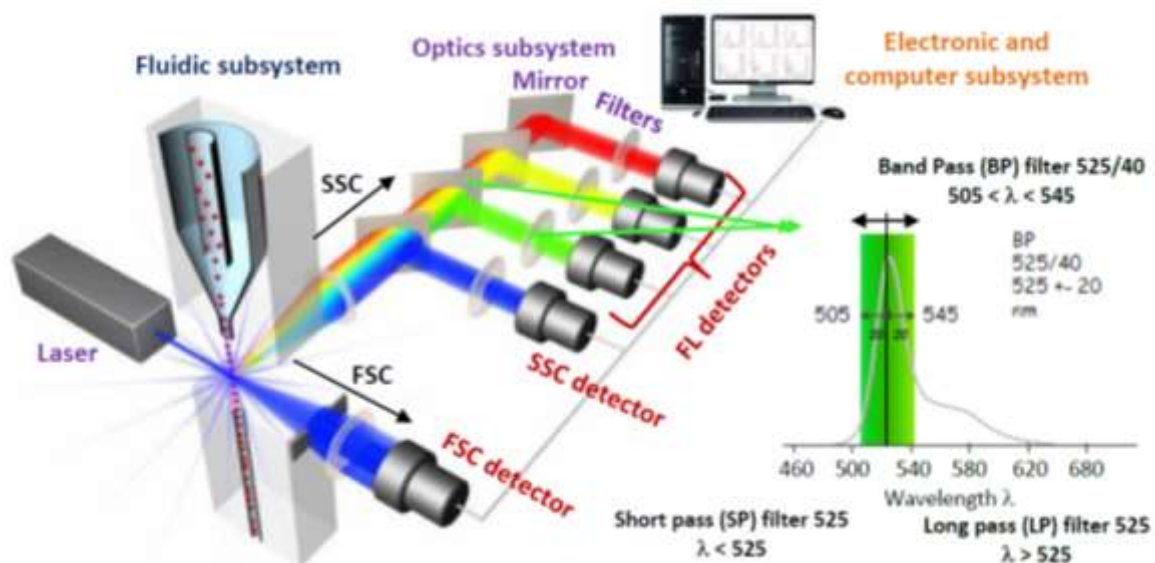 Fluidic subsystem
Optics subsystem
Mirror
Filters
Electronic and
computer subsystem
SSC
Laser
FSC
FSC detector
SSC detector
FL detectors
Band Pass (BP) filter 525/40
505 < λ < 545
BP
525/40
525 +- 20
nm
505
545
20 20
460 500 540 580 620 680
Wavelength λ
Short pass (SP) filter 525
λ < 525
Long pass (LP) filter 525
λ > 525